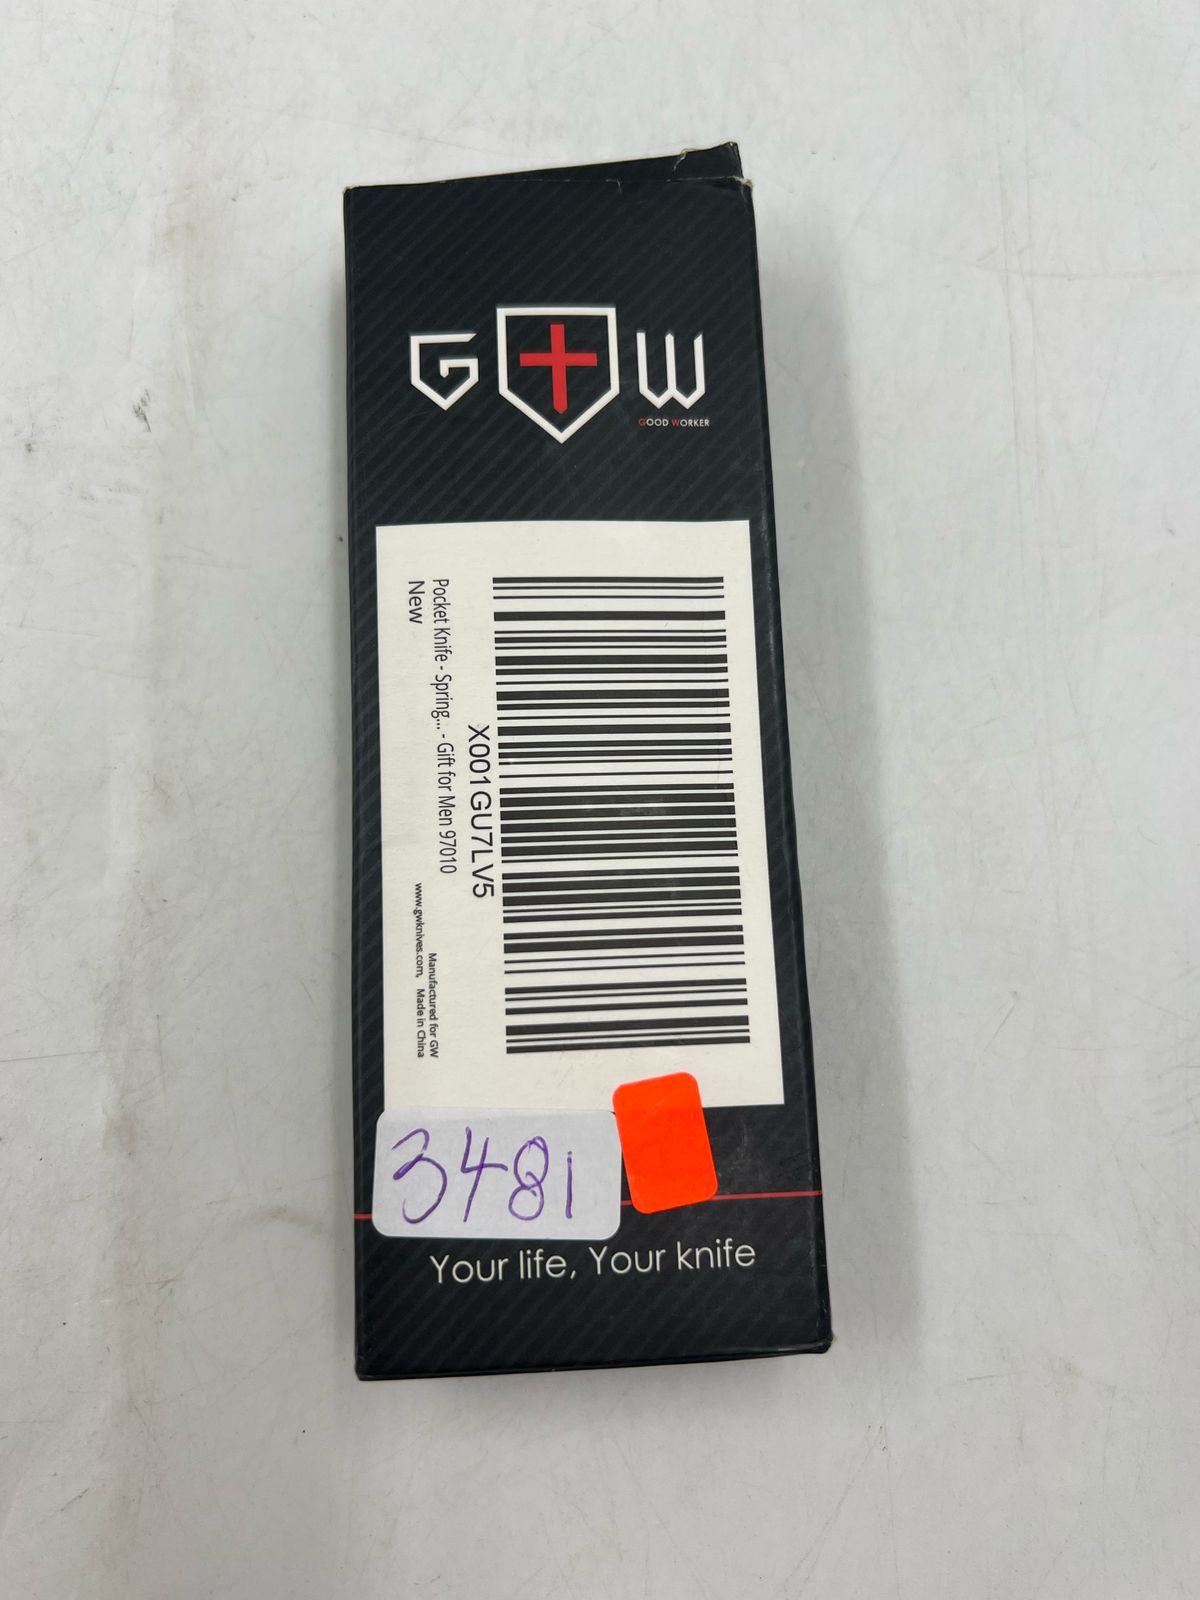 G W
GOOD WORKER
X001GU7LV5
Pocket Knife - Spring... - Gift for Men 97010
New
Manufactured for GW
www.gwknives.com, Made in China
3481
Your life, Your knife